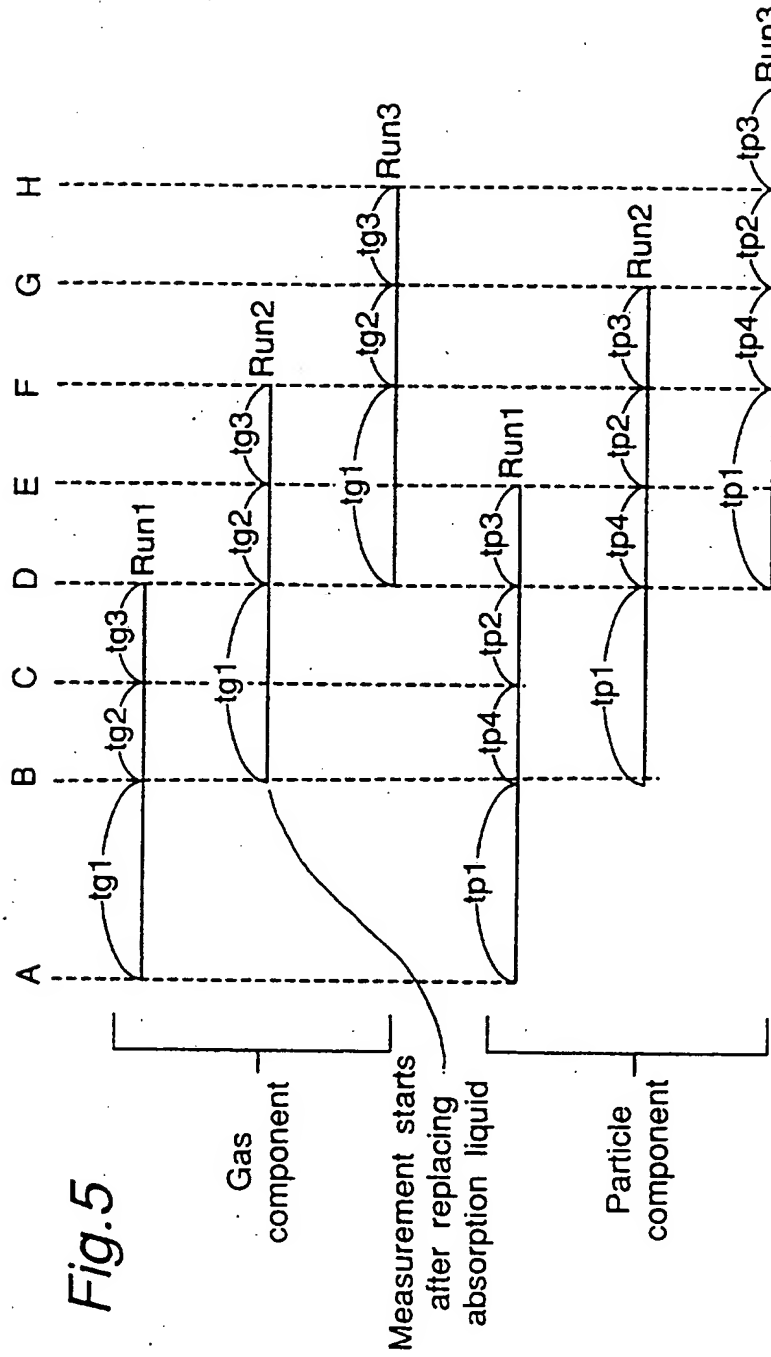 Fig.5
A B C D E F G H
Gas
component
tg1 tg2 tg3 Run1
tg1 tg2 tg3 Run2
tg1 tg2 tg3 Run3
Measurement starts
after replacing
absorption liquid
Particle
component
tp1 tp4 tp2 tp3 Run1
tp1 tp4 tp2 tp3 Run2
tp1 tp4 tp2 tp3 Run3